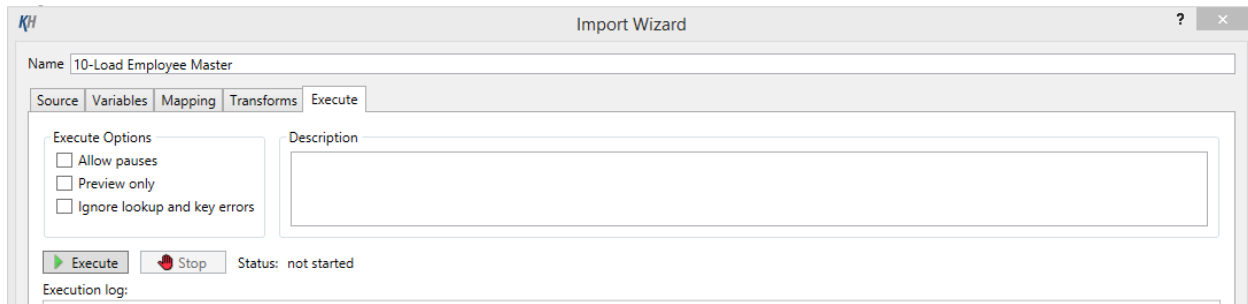 KH Import Wizard ?
Name 10-Load Employee Master
Source Variables Mapping Transforms Execute
Execute Options Description
Allow pauses
Preview only
Ignore lookup and key errors
Execute Stop Status: not started
Execution log: